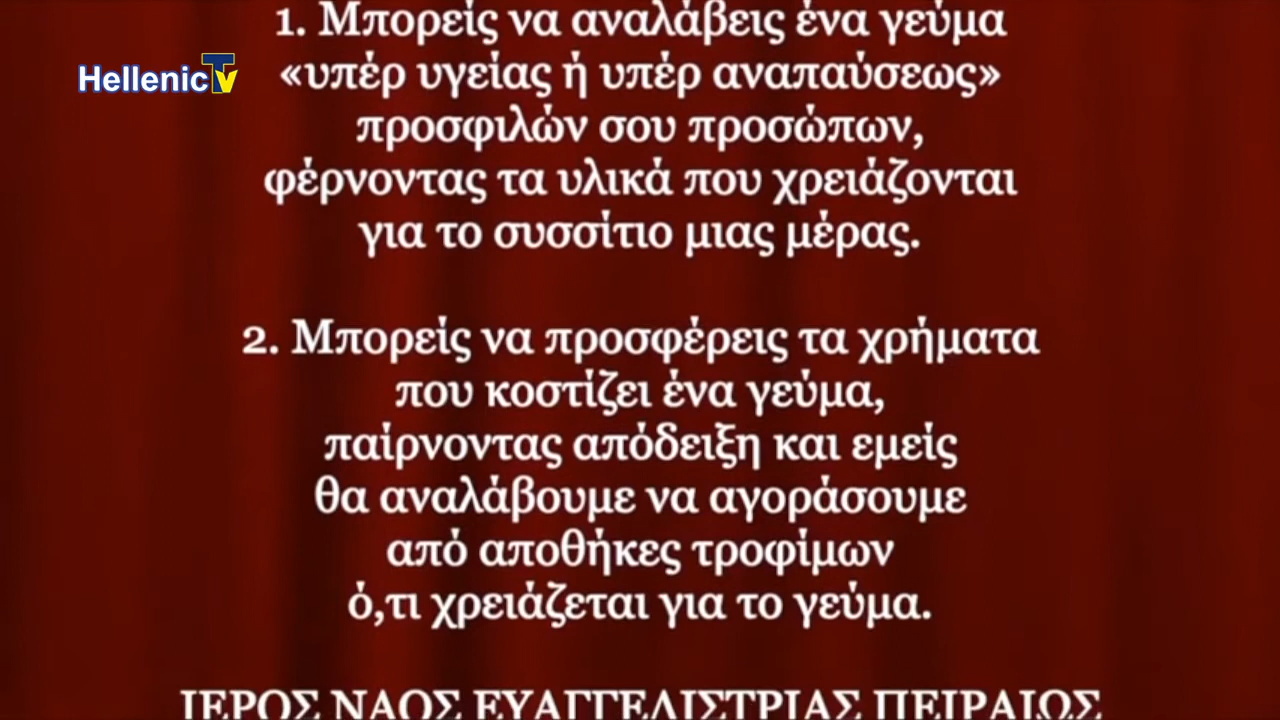 1. Μπορείς να αναλάβεις ένα γεύμα
HellenicTv
«υπέρ υγείας ή υπέρ αναπαύσεως»
προσφιλών σου προσώπων,
φέρνοντας τα υλικά που χρειάζονται
για το συσσίτιο μιας μέρας.
2. Μπορείς να προσφέρεις τα χρήματα
που κοστίζει ένα γεύμα,
παίρνοντας απόδειξη και εμείς
θα αναλάβουμε να αγοράσουμε
από αποθήκες τροφίμων
ό,τι χρειάζεται για το γεύμα.
ΙΕΡΟΣ ΝΑΟΣ ΕΥΑΓΓΕΛΙΣΤΡΙΑΣ ΠΕΙΡΑΙΩΣ